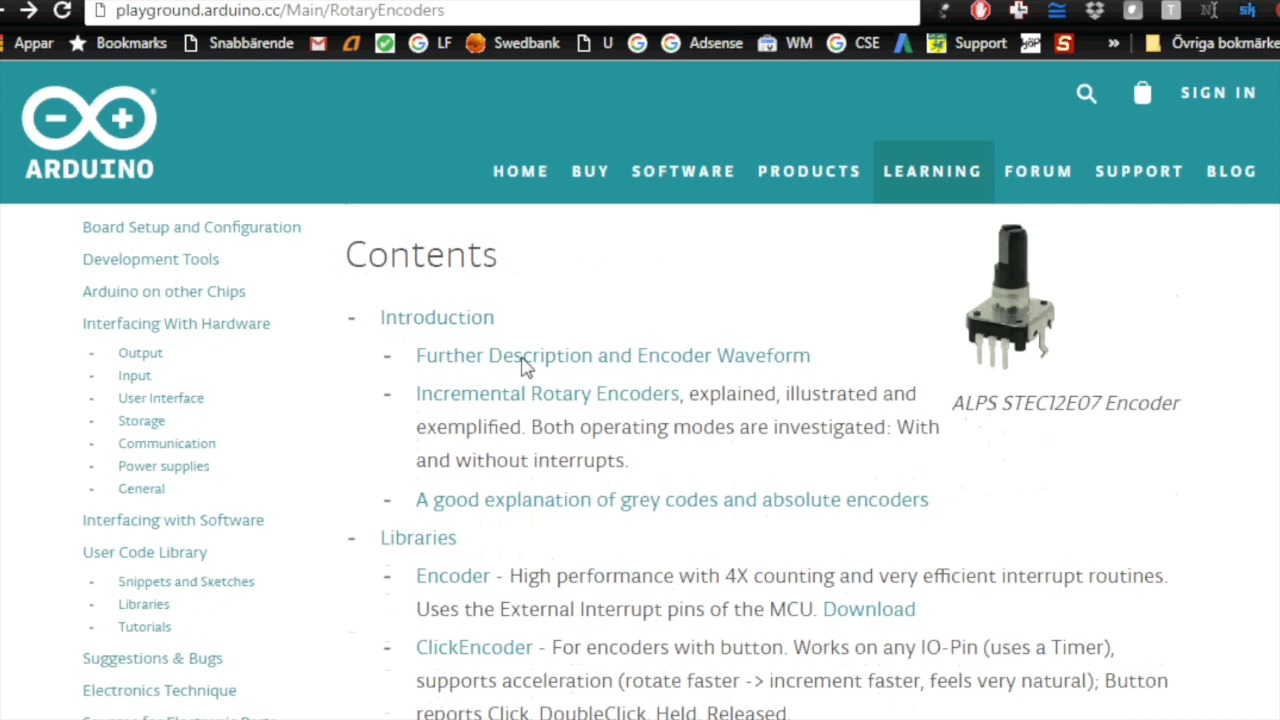 playground.arduino.cc/Main/RotaryEncoders
Appar Bookmarks Snabbärende LF Swedbank U Adsense WM CSE Support Övriga bokmärke
ARDUINO
SIGN IN
HOME BUY SOFTWARE PRODUCTS LEARNING FORUM SUPPORT BLOG
Board Setup and Configuration
Development Tools
Arduino on other Chips
Interfacing With Hardware
- Output
- Input
- User Interface
- Storage
- Communication
- Power supplies
- General
Interfacing with Software
User Code Library
- Snippets and Sketches
- Libraries
- Tutorials
Suggestions & Bugs
Electronics Technique
Contents
- Introduction
- Further Description and Encoder Waveform
- Incremental Rotary Encoders, explained, illustrated and
exemplified. Both operating modes are investigated: With
and without interrupts.
- A good explanation of grey codes and absolute encoders
- Libraries
- Encoder - High performance with 4X counting and very efficient interrupt routines.
Uses the External Interrupt pins of the MCU. Download
- ClickEncoder - For encoders with button. Works on any IO-Pin (uses a Timer),
supports acceleration (rotate faster -> increment faster, feels very natural); Button
reports Click, DoubleClick, Held, Released.
ALPS STEC12E07 Encoder